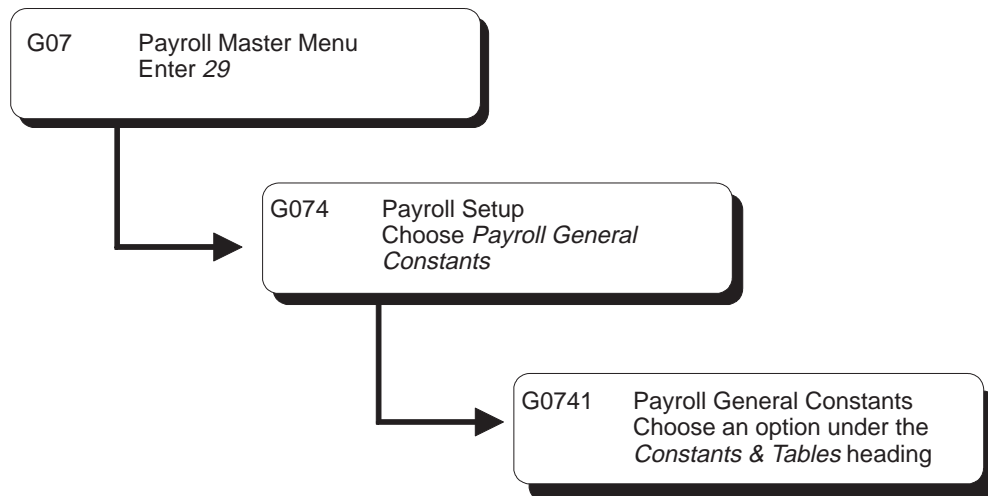 G07 Payroll Master Menu
Enter 29
G074 Payroll Setup
Choose Payroll General
Constants
G0741 Payroll General Constants
Choose an option under the
Constants & Tables heading